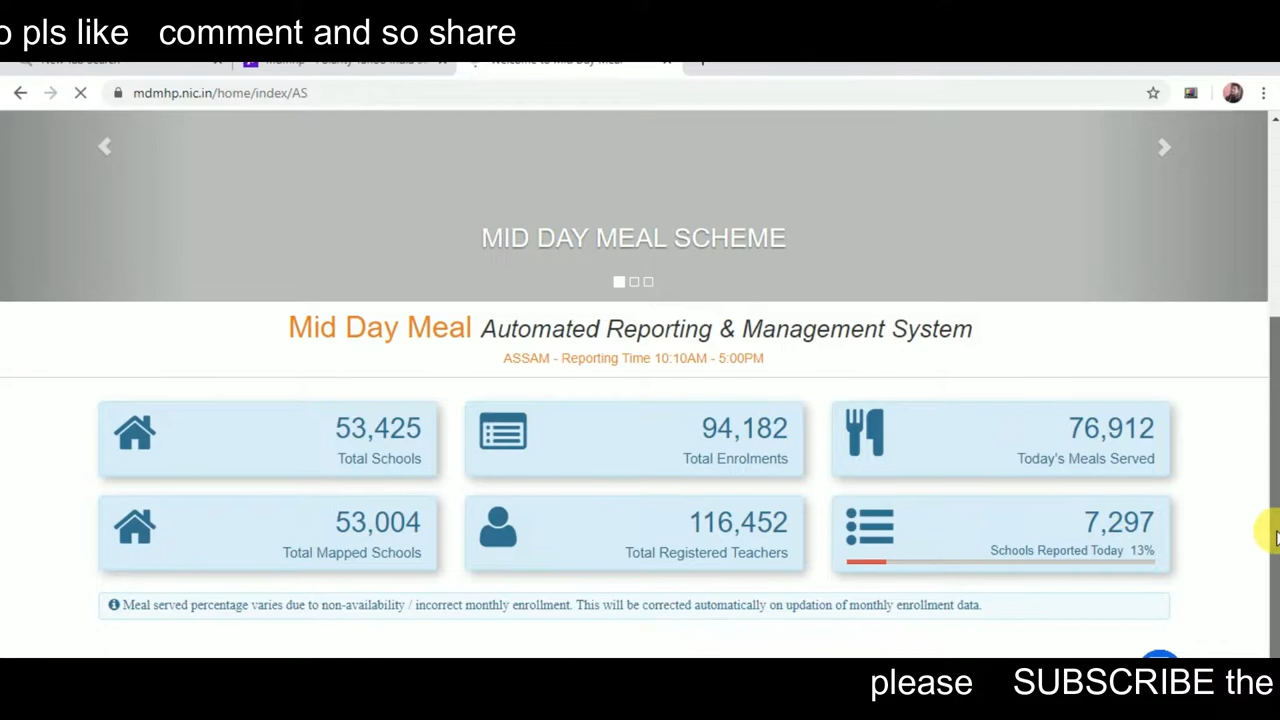 o pls like comment and so share
mdmhp.nic.in/home/index/AS
MID DAY MEAL SCHEME
Mid Day Meal Automated Reporting & Management System
ASSAM - Reporting Time 10:10AM - 5:00PM
53,425
Total Schools
94,182
Total Enrolments
76,912
Today's Meals Served
53,004
Total Mapped Schools
116,452
Total Registered Teachers
7,297
Schools Reported Today 13%
Meal served percentage varies due to non-availability / incorrect monthly enrollment. This will be corrected automatically on updation of monthly enrollment data.
please SUBSCRIBE the